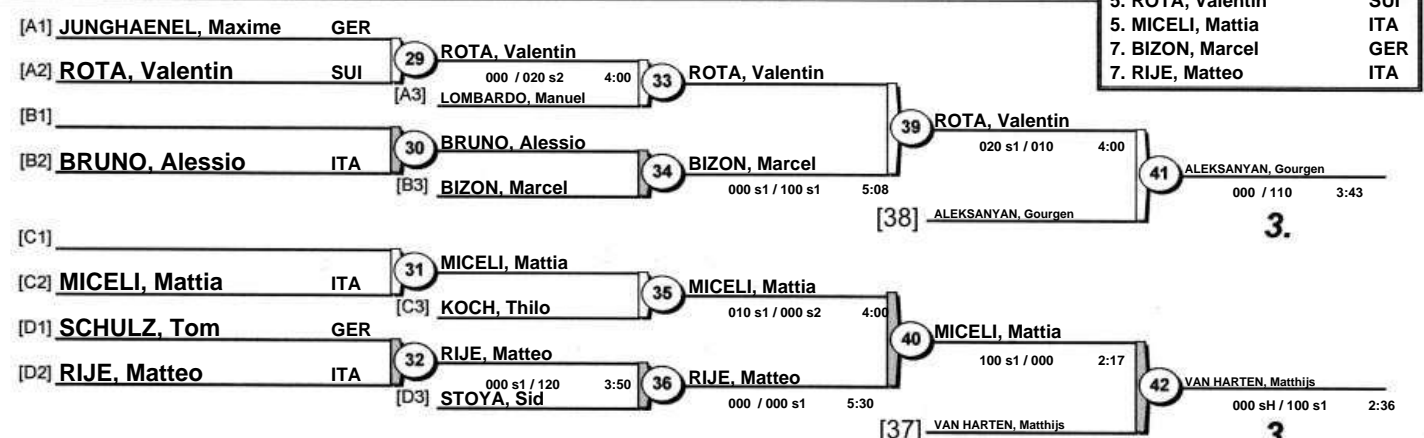 5. ROTA, Valentin SUI
5. MICELI, Mattia ITA
7. BIZON, Marcel GER
7. RIJE, Matteo ITA
[A1] JUNGHAENEL, Maxime GER
[A2] ROTA, Valentin SUI
29
ROTA, Valentin
000 / 020 s2 4:00
[A3] LOMBARDO, Manuel
33
ROTA, Valentin
[B1]
[B2] BRUNO, Alessio ITA
30
BRUNO, Alessio
[B3] BIZON, Marcel
34
BIZON, Marcel
000 s1 / 100 s1 5:08
39
ROTA, Valentin
020 s1 / 010 4:00
[38] ALEKSANYAN, Gourgen
41
ALEKSANYAN, Gourgen
000 / 110 3:43
3.
[C1]
[C2] MICELI, Mattia ITA
31
MICELI, Mattia
[C3] KOCH, Thilo
35
MICELI, Mattia
010 s1 / 000 s2 4:00
[D1] SCHULZ, Tom GER
[D2] RIJE, Matteo ITA
32
RIJE, Matteo
000 s1 / 120 3:50
[D3] STOYA, Sid
36
RIJE, Matteo
000 / 000 s1 5:30
40
MICELI, Mattia
100 s1 / 000 2:17
[37] VAN HARTEN, Matthijs
42
VAN HARTEN, Matthijs
000 sH / 100 s1 2:36
3